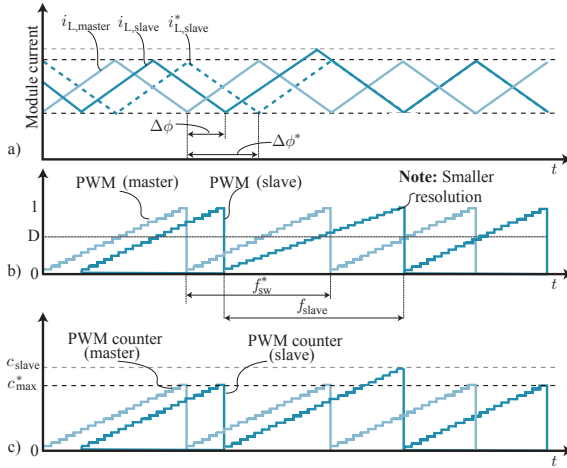 i_L,master
i_L,slave
i*_L,slave
Module current
Δϕ
Δϕ*
a)
t
PWM (master)
PWM (slave)
Note: Smaller
resolution
1
D
0
b)
t
f*_sw
f_slave
PWM counter
(master)
PWM counter
(slave)
c_slave
c*_max
0
c)
t